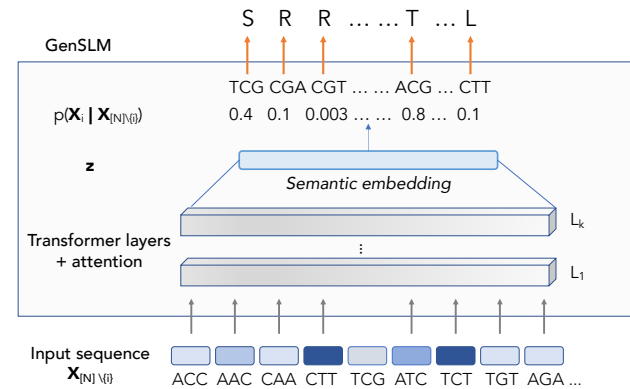 S R R ... T ... L
GenSLM
TCG CGA CGT ... ... ACG ... CTT
p(Xi | X[N]\{i}) 0.4 0.1 0.003 ... ... 0.8 ... 0.1
z
Semantic embedding
Lk
Transformer layers
+ attention
...
L1
Input sequence
X[N] \{i}
ACC AAC CAA CTT TCG ATC TCT TGT AGA ...